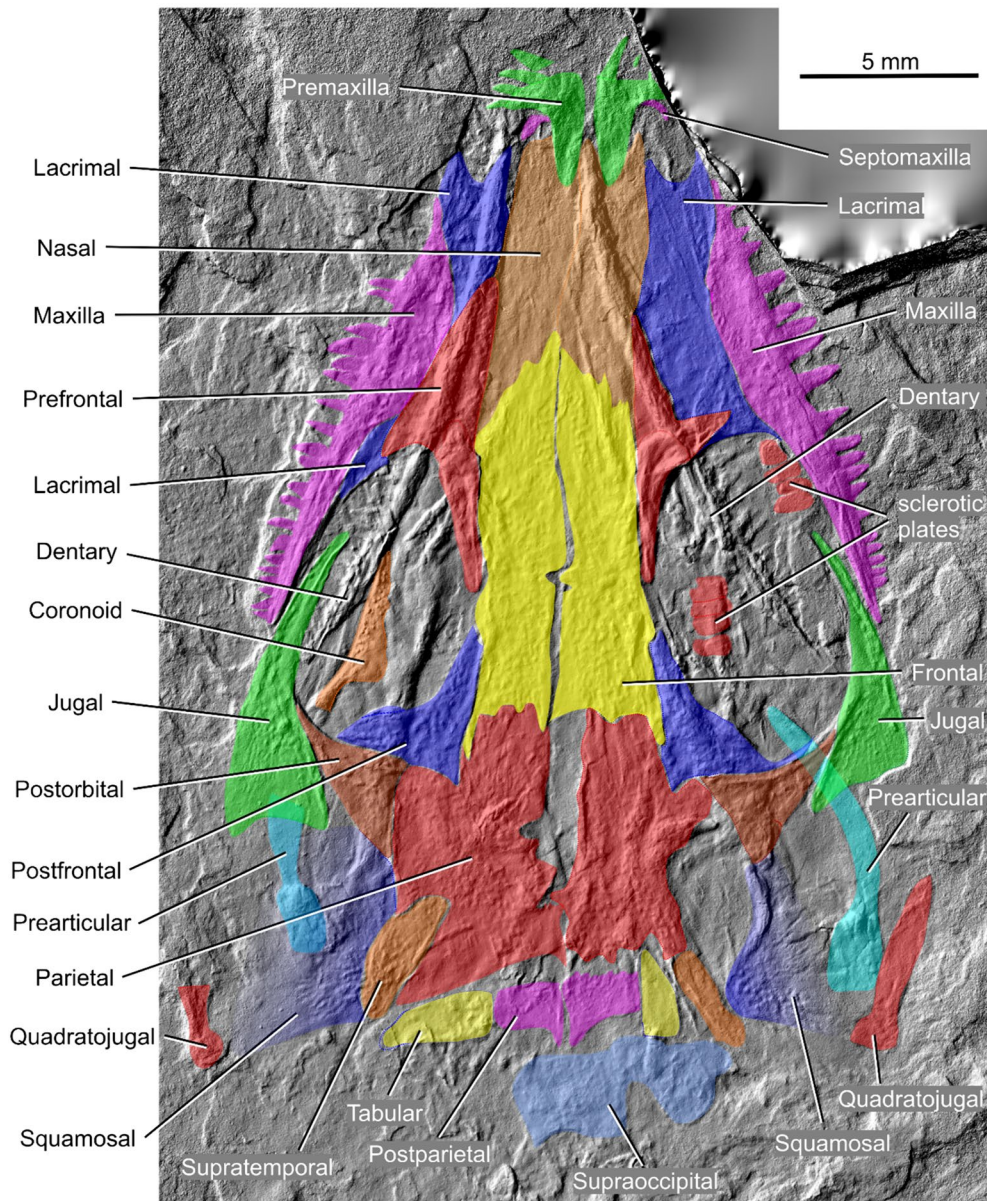 5 mm
Premaxilla
Septomaxilla
Lacrimal
Lacrimal
Nasal
Maxilla
Maxilla
Prefrontal
Dentary
Lacrimal
sclerotic
plates
Dentary
Coronoid
Frontal
Jugal
Jugal
Postorbital
Prearticular
Postfrontal
Prearticular
Parietal
Quadratojugal
Quadratojugal
Tabular
Squamosal
Postparietal
Squamosal
Supratemporal
Supraoccipital